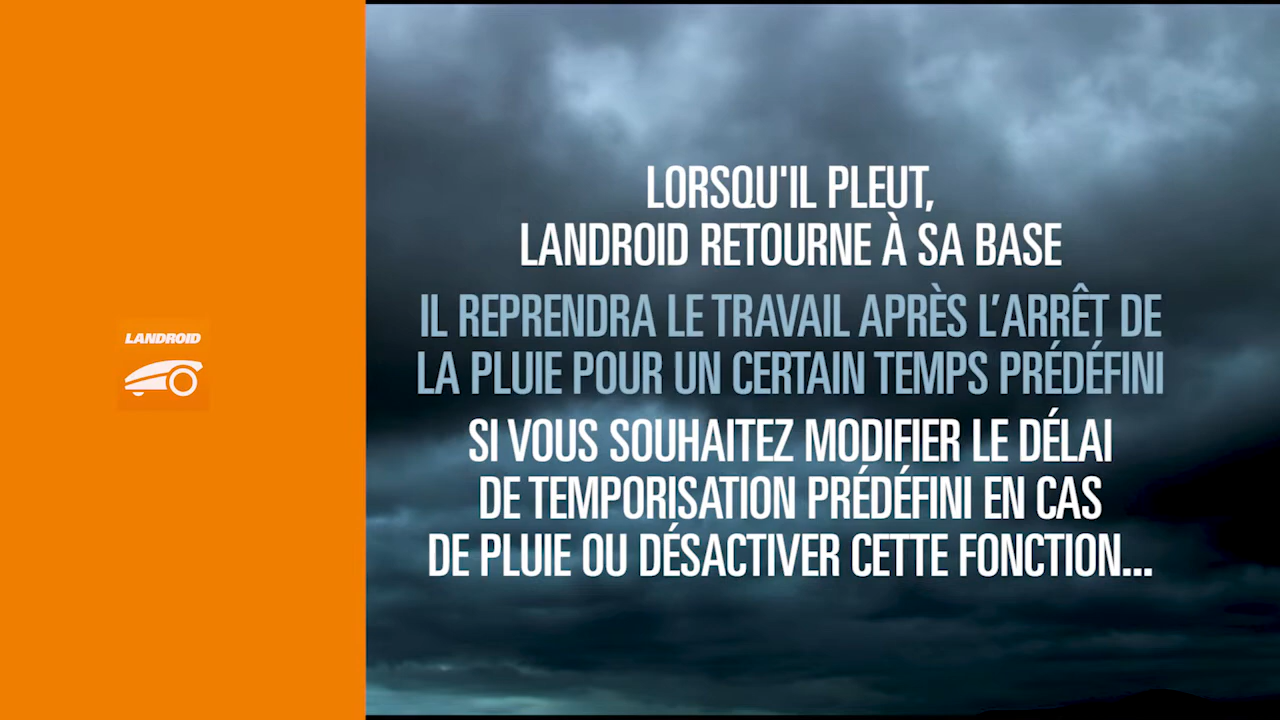 LANDROID
LORSQU'IL PLEUT,
LANDROID RETOURNE À SA BASE
IL REPRENDRA LE TRAVAIL APRÈS L’ARRÊT DE
LA PLUIE POUR UN CERTAIN TEMPS PRÉDÉFINI
SI VOUS SOUHAITEZ MODIFIER LE DÉLAI
DE TEMPORISATION PRÉDÉFINI EN CAS
DE PLUIE OU DÉSACTIVER CETTE FONCTION...